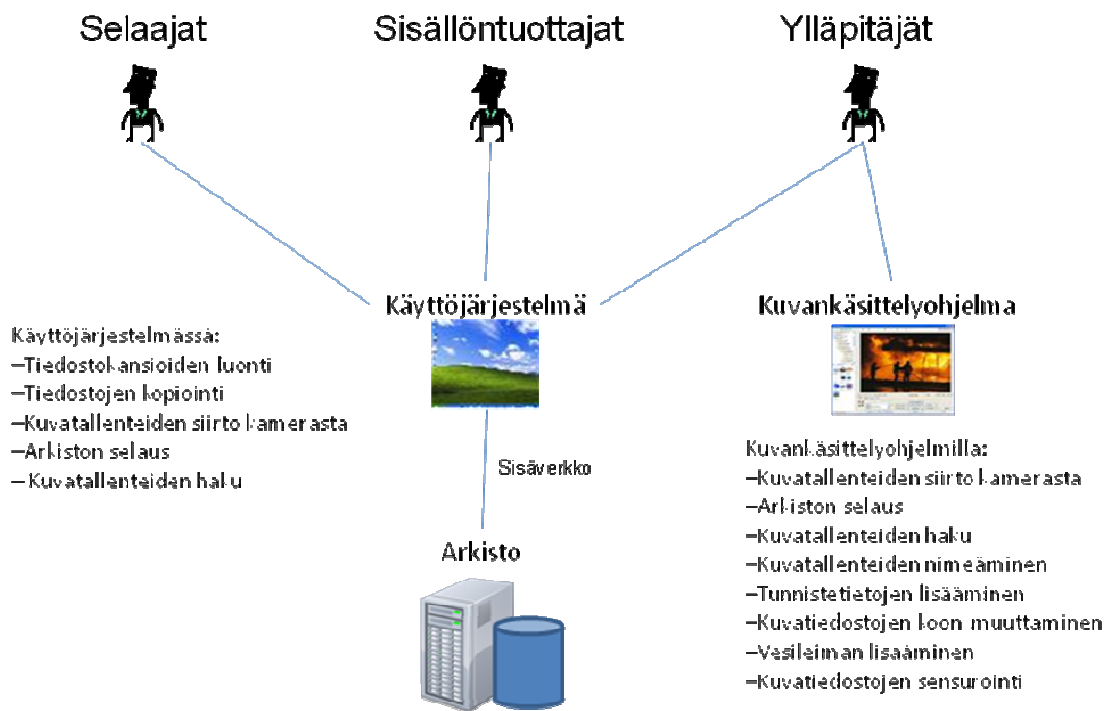 Selaajat
Sisällöntuottajat
Ylläpitäjät
Käyttöjärjestelmä
Kuvankäsittelyohjelma
Käyttöjärjestelmässä:
–Tiedostokansioiden luonti
–Tiedostojen kopiointi
–Kuvatallenteiden siirto kamerasta
–Arkiston selaus
– Kuvatallenteiden haku
Sisäverkko
Arkisto
Kuvankäsittelyohjelmilla:
–Kuvatallenteiden siirto kamerasta
–Arkiston selaus
–Kuvatallenteiden haku
–Kuvatallenteiden nimeäminen
–Tunnistetietojen lisääminen
–Kuvatiedostojen koon muuttaminen
–Vesileiman lisääminen
–Kuvatiedostojen sensurointi